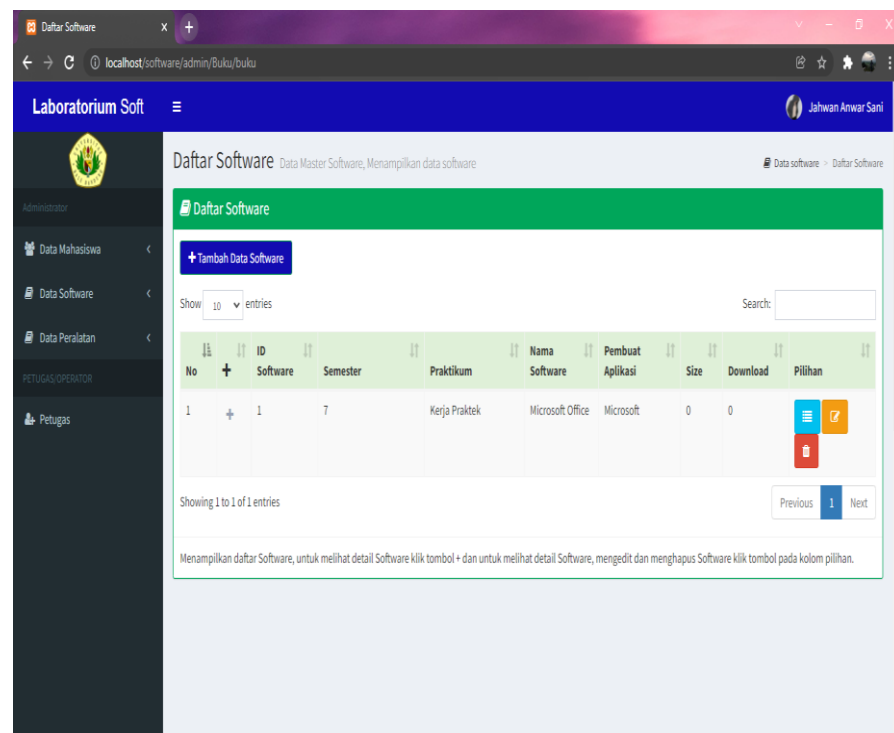 Daftar Software
localhost/software/admin/Buku/buku
Laboratorium Soft
Jahwan Anwar Sani
Daftar Software Data Master Software, Menampilkan data software
Data software > Daftar Software
Administrator
Daftar Software
Data Mahasiswa
+ Tambah Data Software
Data Software
Show 10 entries
Search:
Data Peralatan
No + ID Software Semester Praktikum Nama Software Pembuat Aplikasi Size Download Pilihan
PETUGAS/OPERATOR
1 + 1 7 Kerja Praktek Microsoft Office Microsoft 0 0
Petugas
Showing 1 to 1 of 1 entries
Previous 1 Next
Menampilkan daftar Software, untuk melihat detail Software klik tombol + dan untuk melihat detail Software, mengedit dan menghapus Software klik tombol pada kolom pilihan.